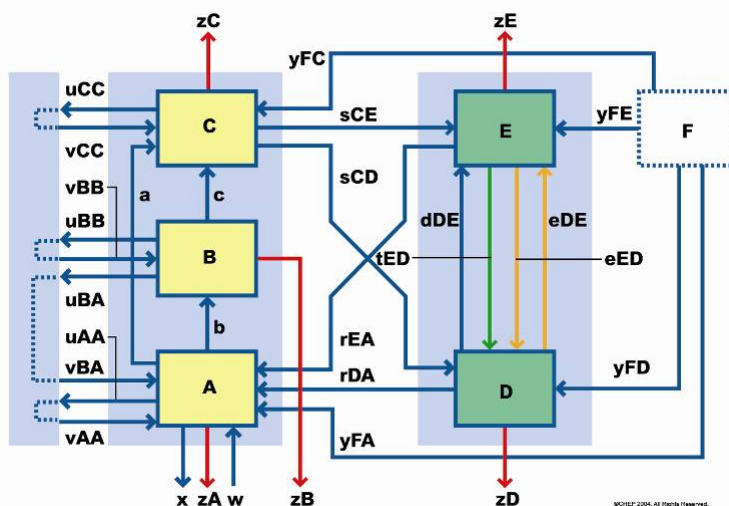 zC
zE
yFC
uCC
C
sCE
E
yFE
F
vCC
sCD
vBB
a
c
uBB
dDE
eDE
B
tED
eED
uBA
b
uAA
rEA
vBA
A
rDA
D
yFD
vAA
yFA
x
zA
w
zB
zD
©CHEP 2004. All Rights Reserved.